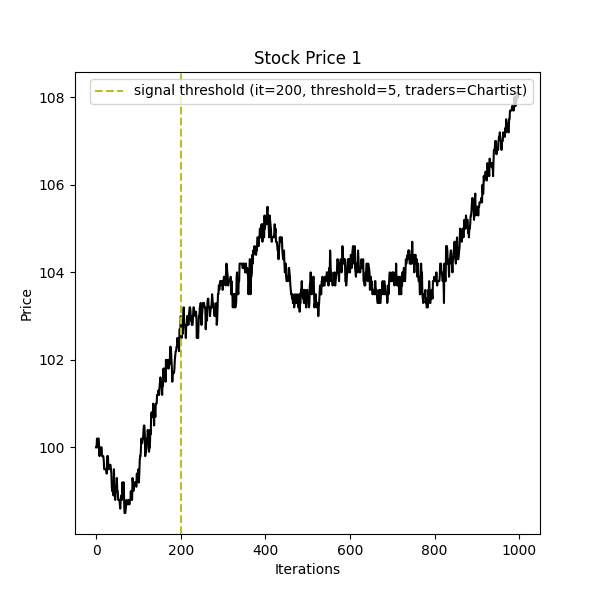 Stock Price 1
signal threshold (it=200, threshold=5, traders=Chartist)
108
106
104
102
100
Price
0 200 400 600 800 1000
Iterations